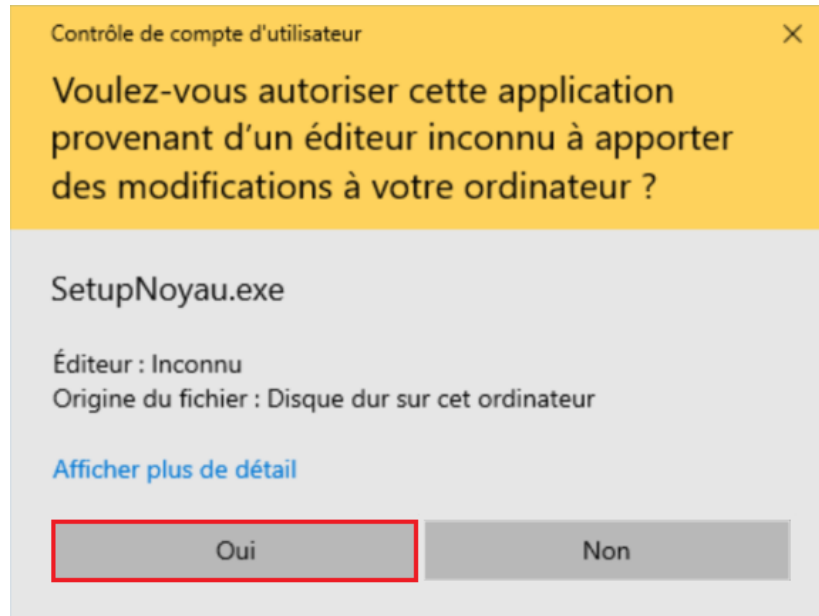 Contrôle de compte d'utilisateur
Voulez-vous autoriser cette application
provenant d’un éditeur inconnu à apporter
des modifications à votre ordinateur ?
SetupNoyau.exe
Éditeur : Inconnu
Origine du fichier : Disque dur sur cet ordinateur
Afficher plus de détail
Oui
Non